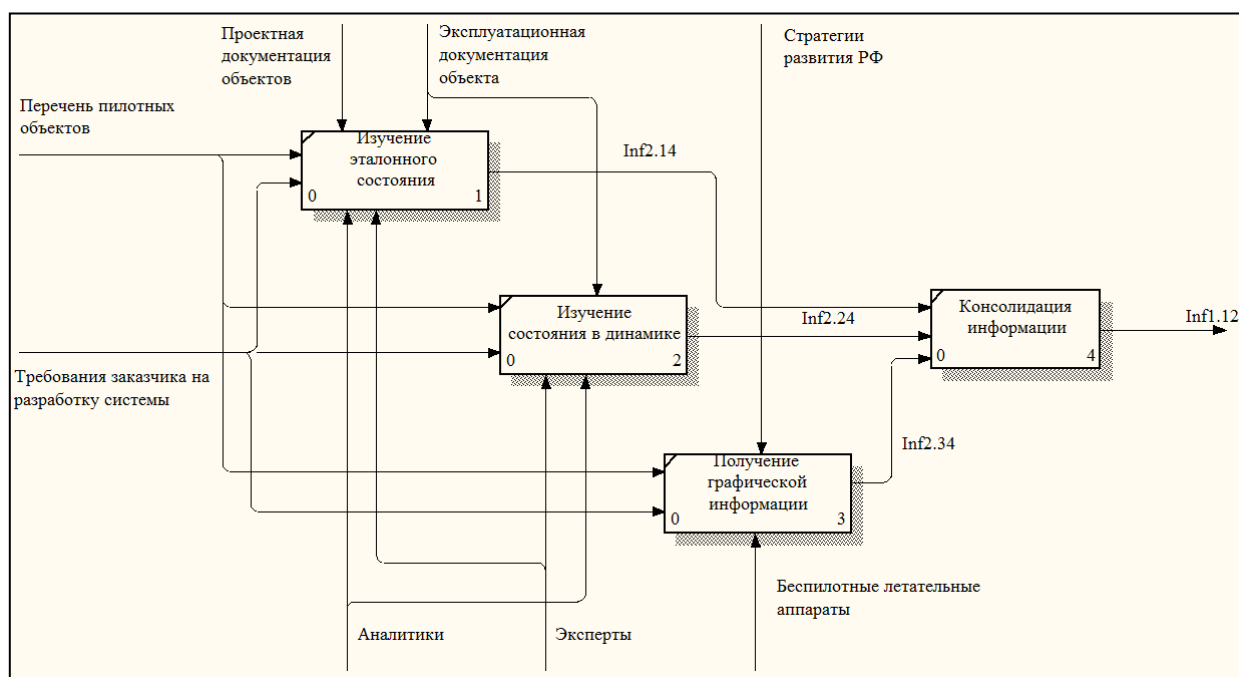 Проектная
документация
объектов
Эксплуатационная
документация
объекта
Стратегии
развития РФ
Перечень пилотных
объектов
Изучение
эталонного
состояния
0
1
Inf2.14
Изучение
состояния в динамике
0
2
Inf2.24
Консолидация
информации
0
4
Inf1.12
Требования заказчика на
разработку системы
Inf2.34
Получение
графической
информации
0
3
Беспилотные летательные
аппараты
Аналитики
Эксперты